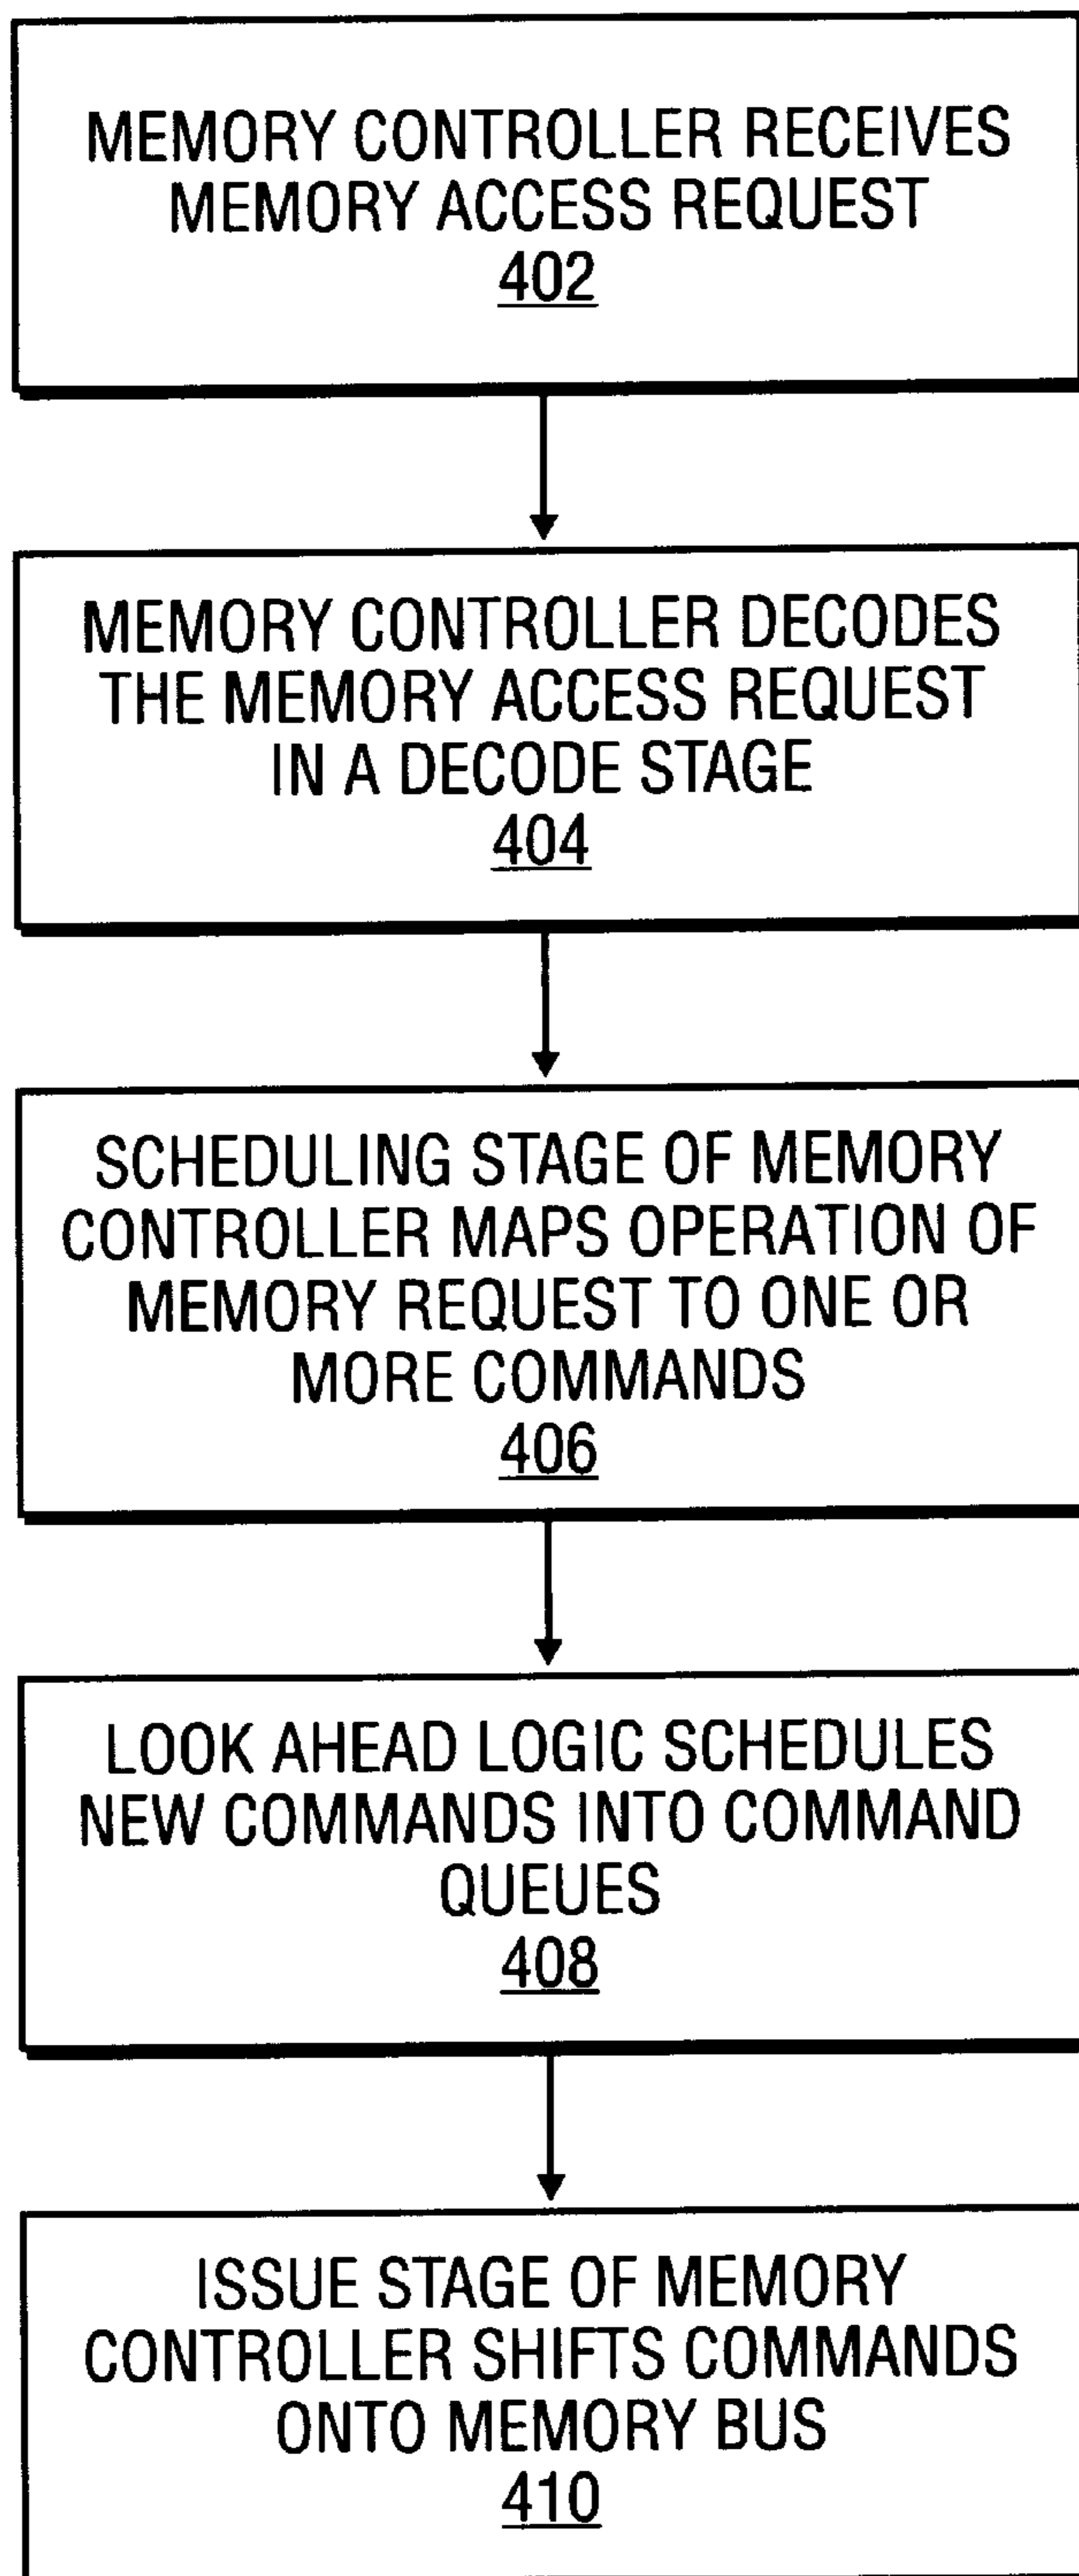 MEMORY CONTROLLER RECEIVES
MEMORY ACCESS REQUEST
402
MEMORY CONTROLLER DECODES
THE MEMORY ACCESS REQUEST
IN A DECODE STAGE
404
SCHEDULING STAGE OF MEMORY
CONTROLLER MAPS OPERATION OF
MEMORY REQUEST TO ONE OR
MORE COMMANDS
406
LOOK AHEAD LOGIC SCHEDULES
NEW COMMANDS INTO COMMAND
QUEUES
408
ISSUE STAGE OF MEMORY
CONTROLLER SHIFTS COMMANDS
ONTO MEMORY BUS
410